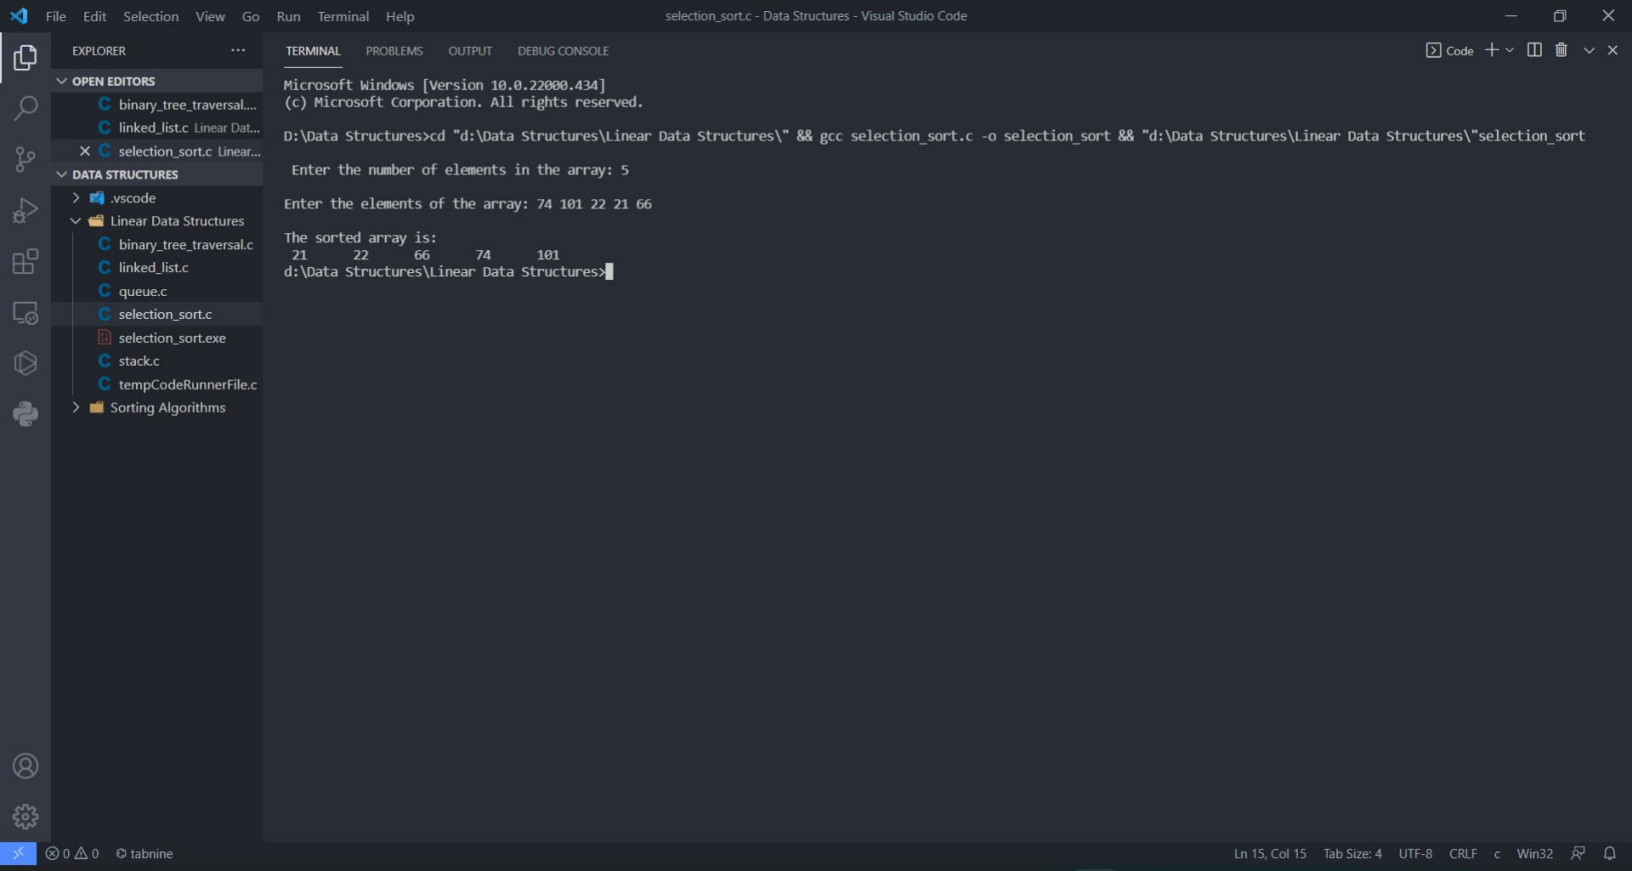 File Edit Selection View Go Run Terminal Help
selection_sort.c - Data Structures - Visual Studio Code
EXPLORER
OPEN EDITORS
binary_tree_traversal....
linked_list.c Linear Dat...
selection_sort.c Linear...
DATA STRUCTURES
.vscode
Linear Data Structures
binary_tree_traversal.c
linked_list.c
queue.c
selection_sort.c
selection_sort.exe
stack.c
tempCodeRunnerFile.c
Sorting Algorithms
TERMINAL PROBLEMS OUTPUT DEBUG CONSOLE
Code
Microsoft Windows [Version 10.0.22000.434]
(c) Microsoft Corporation. All rights reserved.
D:\Data Structures>cd "d:\Data Structures\Linear Data Structures\" && gcc selection_sort.c -o selection_sort && "d:\Data Structures\Linear Data Structures\"selection_sort
Enter the number of elements in the array: 5
Enter the elements of the array: 74 101 22 21 66
The sorted array is:
21 22 66 74 101
d:\Data Structures\Linear Data Structures>
0 0 tabnine
Ln 15, Col 15 Tab Size: 4 UTF-8 CRLF c Win32